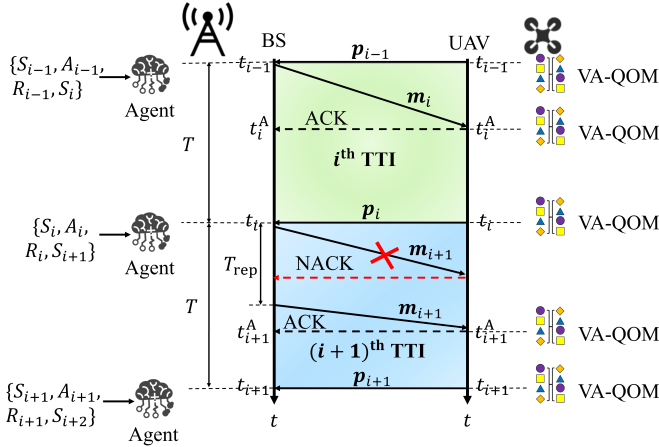 BS
UAV
{S_{i−1}, A_{i−1},
R_{i−1}, S_i}
Agent
t_{i−1}
p_{i−1}
t_{i−1}
VA-QOM
m_i
T
t_i^A
ACK
t_i^A
VA-QOM
i^{th} TTI
{S_i, A_i,
R_i, S_{i+1}}
Agent
t_i
p_i
t_i
VA-QOM
T_{rep}
m_{i+1}
NACK
T
m_{i+1}
ACK
t_{i+1}^A
t_{i+1}^A
VA-QOM
(i + 1)^{th} TTI
{S_{i+1}, A_{i+1},
R_{i+1}, S_{i+2}}
Agent
t_{i+1}
p_{i+1}
t_{i+1}
VA-QOM
t
t